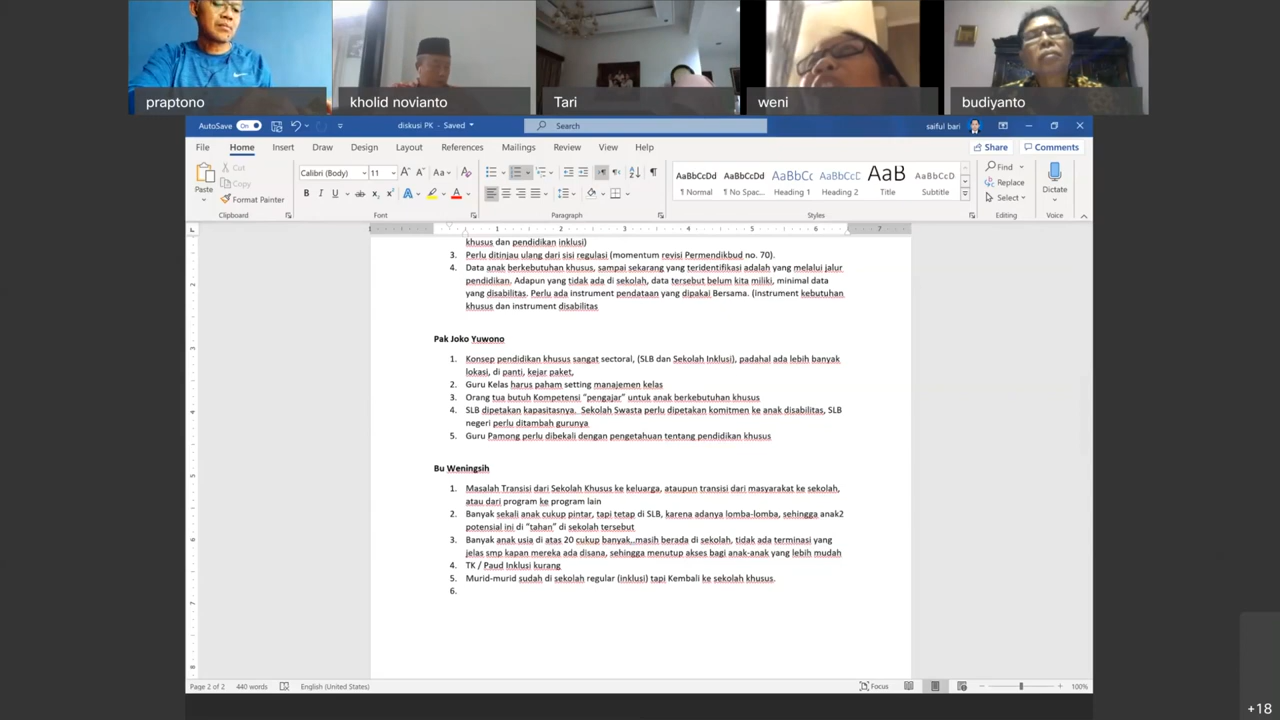 praptono
kholid novianto
Tari
weni
budiyanto
AutoSave On
diskusi PK - Saved
Search
saiful bari
File Home Insert Draw Design Layout References Mailings Review View Help
Share Comments
Paste
Cut
Copy
Format Painter
Calibri (Body) 11
AaBbCcDd AaBbCcDd AaBbCc AaBbCcD AaB AaBbCcD
¶ Normal ¶ No Spac... Heading 1 Heading 2 Title Subtitle
Find
Replace
Select
Dictate
Clipboard Font Paragraph Styles Editing Voice
khusus dan pendidikan inklusi)
3. Perlu ditinjau ulang dari sisi regulasi (momentum revisi Permendikbud no. 70).
4. Data anak berkebutuhan khusus, sampai sekarang yang teridentifikasi adalah yang melalui jalur
pendidikan. Adapun yang tidak ada di sekolah, data tersebut belum kita miliki, minimal data
yang disabilitas. Perlu ada instrument pendataan yang dipakai Bersama. (Instrument kebutuhan
khusus dan instrument disabilitas
Pak Joko Yuwono
1. Konsep pendidikan khusus sangat sectoral, (SLB dan Sekolah Inklusi), padahal ada lebih banyak
lokasi, di panti, kejar paket,
2. Guru Kelas harus paham setting manajemen kelas
3. Orang tua butuh Kompetensi “pengajar” untuk anak berkebutuhan khusus
4. SLB dipetakan kapasitasnya. Sekolah Swasta perlu dipetakan komitmen ke anak disabilitas, SLB
negeri perlu ditambah gurunya
5. Guru Pamong perlu dibekali dengan pengetahuan tentang pendidikan khusus
Bu Weningsih
1. Masalah Transisi dari Sekolah Khusus ke keluarga, ataupun transisi dari masyarakat ke sekolah,
atau dari program ke program lain
2. Banyak sekali anak cukup pintar, tapi tetap di SLB, karena adanya lomba-lomba, sehingga anak2
potensial ini di “tahan” di sekolah tersebut
3. Banyak anak usia di atas 20 cukup banyak,..masih berada di sekolah, tidak ada terminasi yang
jelas smp kapan mereka ada disana, sehingga menutup akses bagi anak-anak yang lebih mudah
4. TK / Paud Inklusi kurang
5. Murid-murid sudah di sekolah regular (inklusi) tapi Kembali ke sekolah khusus.
6.
Page 2 of 2 440 words English (United States) Focus 100%
+18